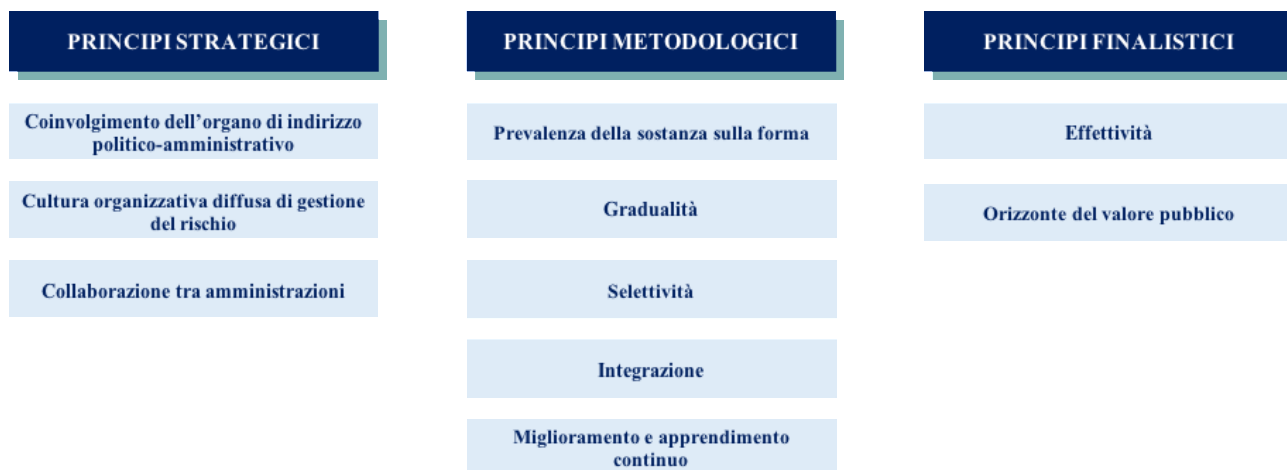 PRINCIPI STRATEGICI
Coinvolgimento dell’organo di indirizzo
politico-amministrativo
Cultura organizzativa diffusa di gestione
del rischio
Collaborazione tra amministrazioni
PRINCIPI METODOLOGICI
Prevalenza della sostanza sulla forma
Gradualità
Selettività
Integrazione
Miglioramento e apprendimento
continuo
PRINCIPI FINALISTICI
Effettività
Orizzonte del valore pubblico